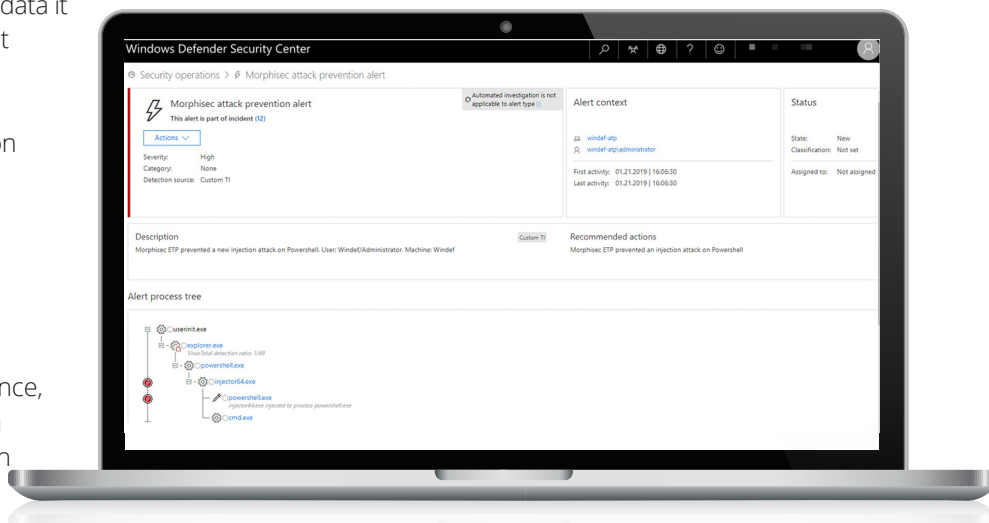 data it
t
on
nce,
n
Windows Defender Security Center
?
Security operations > Morphisec attack prevention alert
Morphisec attack prevention alert
This alert is part of incident (12)
Automated investigation is not
applicable to alert type
Actions
Severity: High
Category: None
Detection source: Custom TI
Alert context
windef-atp
windef-atp\administrator
First activity: 01.21.2019 | 16:06:30
Last activity: 01.21.2019 | 16:06:30
Status
State: New
Classification: Not set
Assigned to: Not assigned
Description
Custom TI
Morphisec ETP prevented a new injection attack on Powershell. User: Windef/Administrator. Machine: Windef
Recommended actions
Morphisec ETP prevented an injection attack on Powershell
Alert process tree
userinit.exe
explorer.exe
VirusTotal detection ratio: 1/69
powershell.exe
injector64.exe
powershell.exe
injector64.exe injected to process powershell.exe
cmd.exe